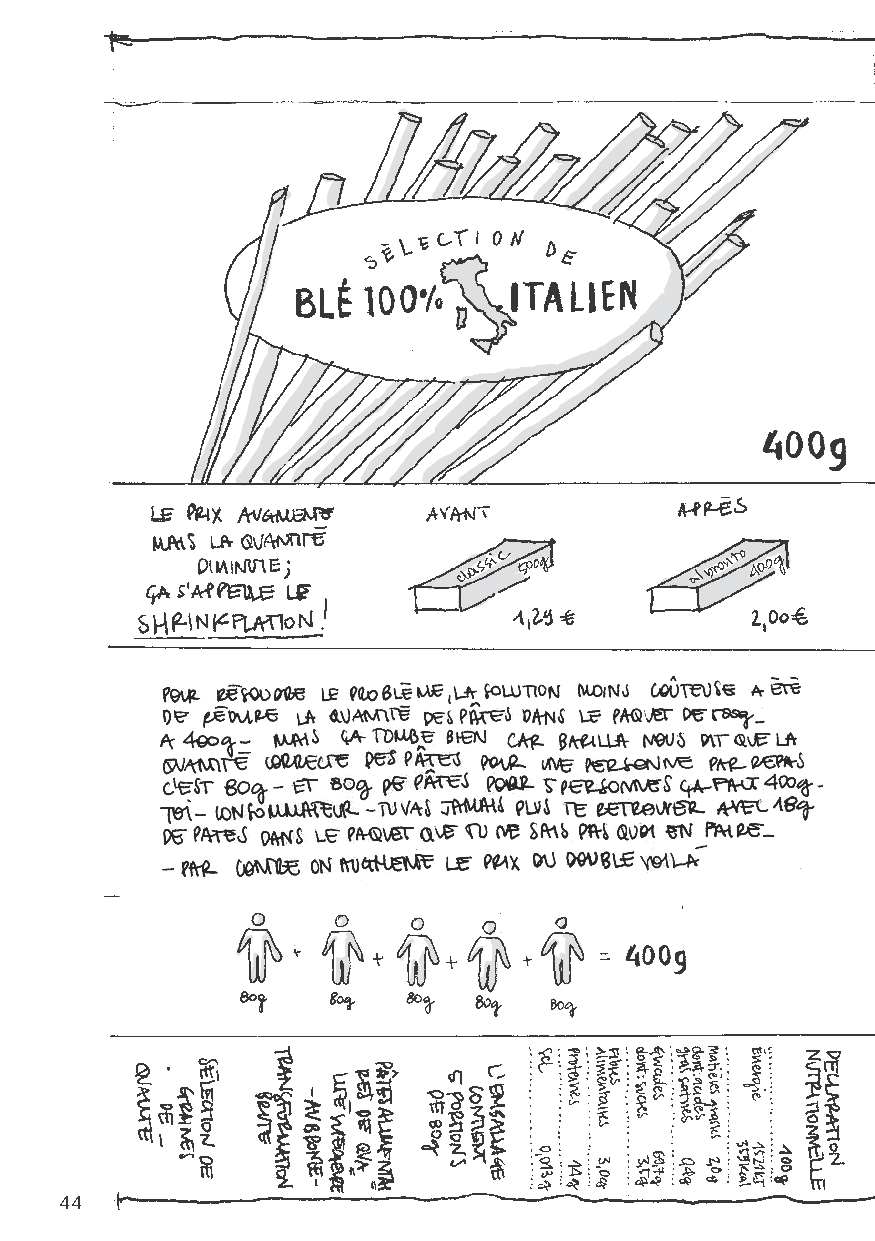 SÉLECTION DE
BLÉ 100% ITALIEN
400g
LE PRIX AUGMENTE
MAIS LA QUANTITÉ
DIMINUE;
ÇA S'APPELLE LE
SHRINKFLATION!
AVANT
classic 500g
1,29 €
APRÈS
al bronzo 400g
2,00 €
POUR RÉSOUDRE LE PROBLÈME, LA SOLUTION MOINS COÛTEUSE A ÉTÉ
DE RÉDUIRE LA QUANTITÉ DES PÂTES DANS LE PAQUET DE 500g_
A 400g - MAIS ÇA TOMBE BIEN CAR BARILLA NOUS DIT QUE LA
QUANTITÉ CORRECTE DES PÂTES POUR UNE PERSONNE PAR REPAS
C'EST 80g - ET 80g DE PÂTES POUR 5 PERSONNES ÇA FAIT 400g -
TOI - CONSOMMATEUR - TU VAS JAMAIS PLUS TE RETROUVER AVEC 18g
DE PATES DANS LE PAQUET QUE TU NE SAIS PAS QUOI EN FAIRE_
- PAR CONTRE ON AUGMENTE LE PRIX DU DOUBLE VOILÀ
+ + + + = 400g
80g 80g 80g 80g 80g
DECLARATION
NUTRITIONNELLE
100g
Energie 1521kJ
359kcal
Matières grasses 2,0g
dont acides
gras saturés 0,4g
Glucides 69,7g
dont: sucres 3,5g
Fibres
Alimentaires 3,0g
Protéines 14g
Sel 0,013g
L'EMBALLAGE
CONTIENT
5 PORTIONS
DE 80g
PÂTES ALIMENTAI
RES DE QUA
LITÉ SUPÉRIEURE
- AU BRONZE -
TRANSFORMATION
BRUTE
SÉLECTION DE
GRAINES
- DE -
QUALITÉ
44